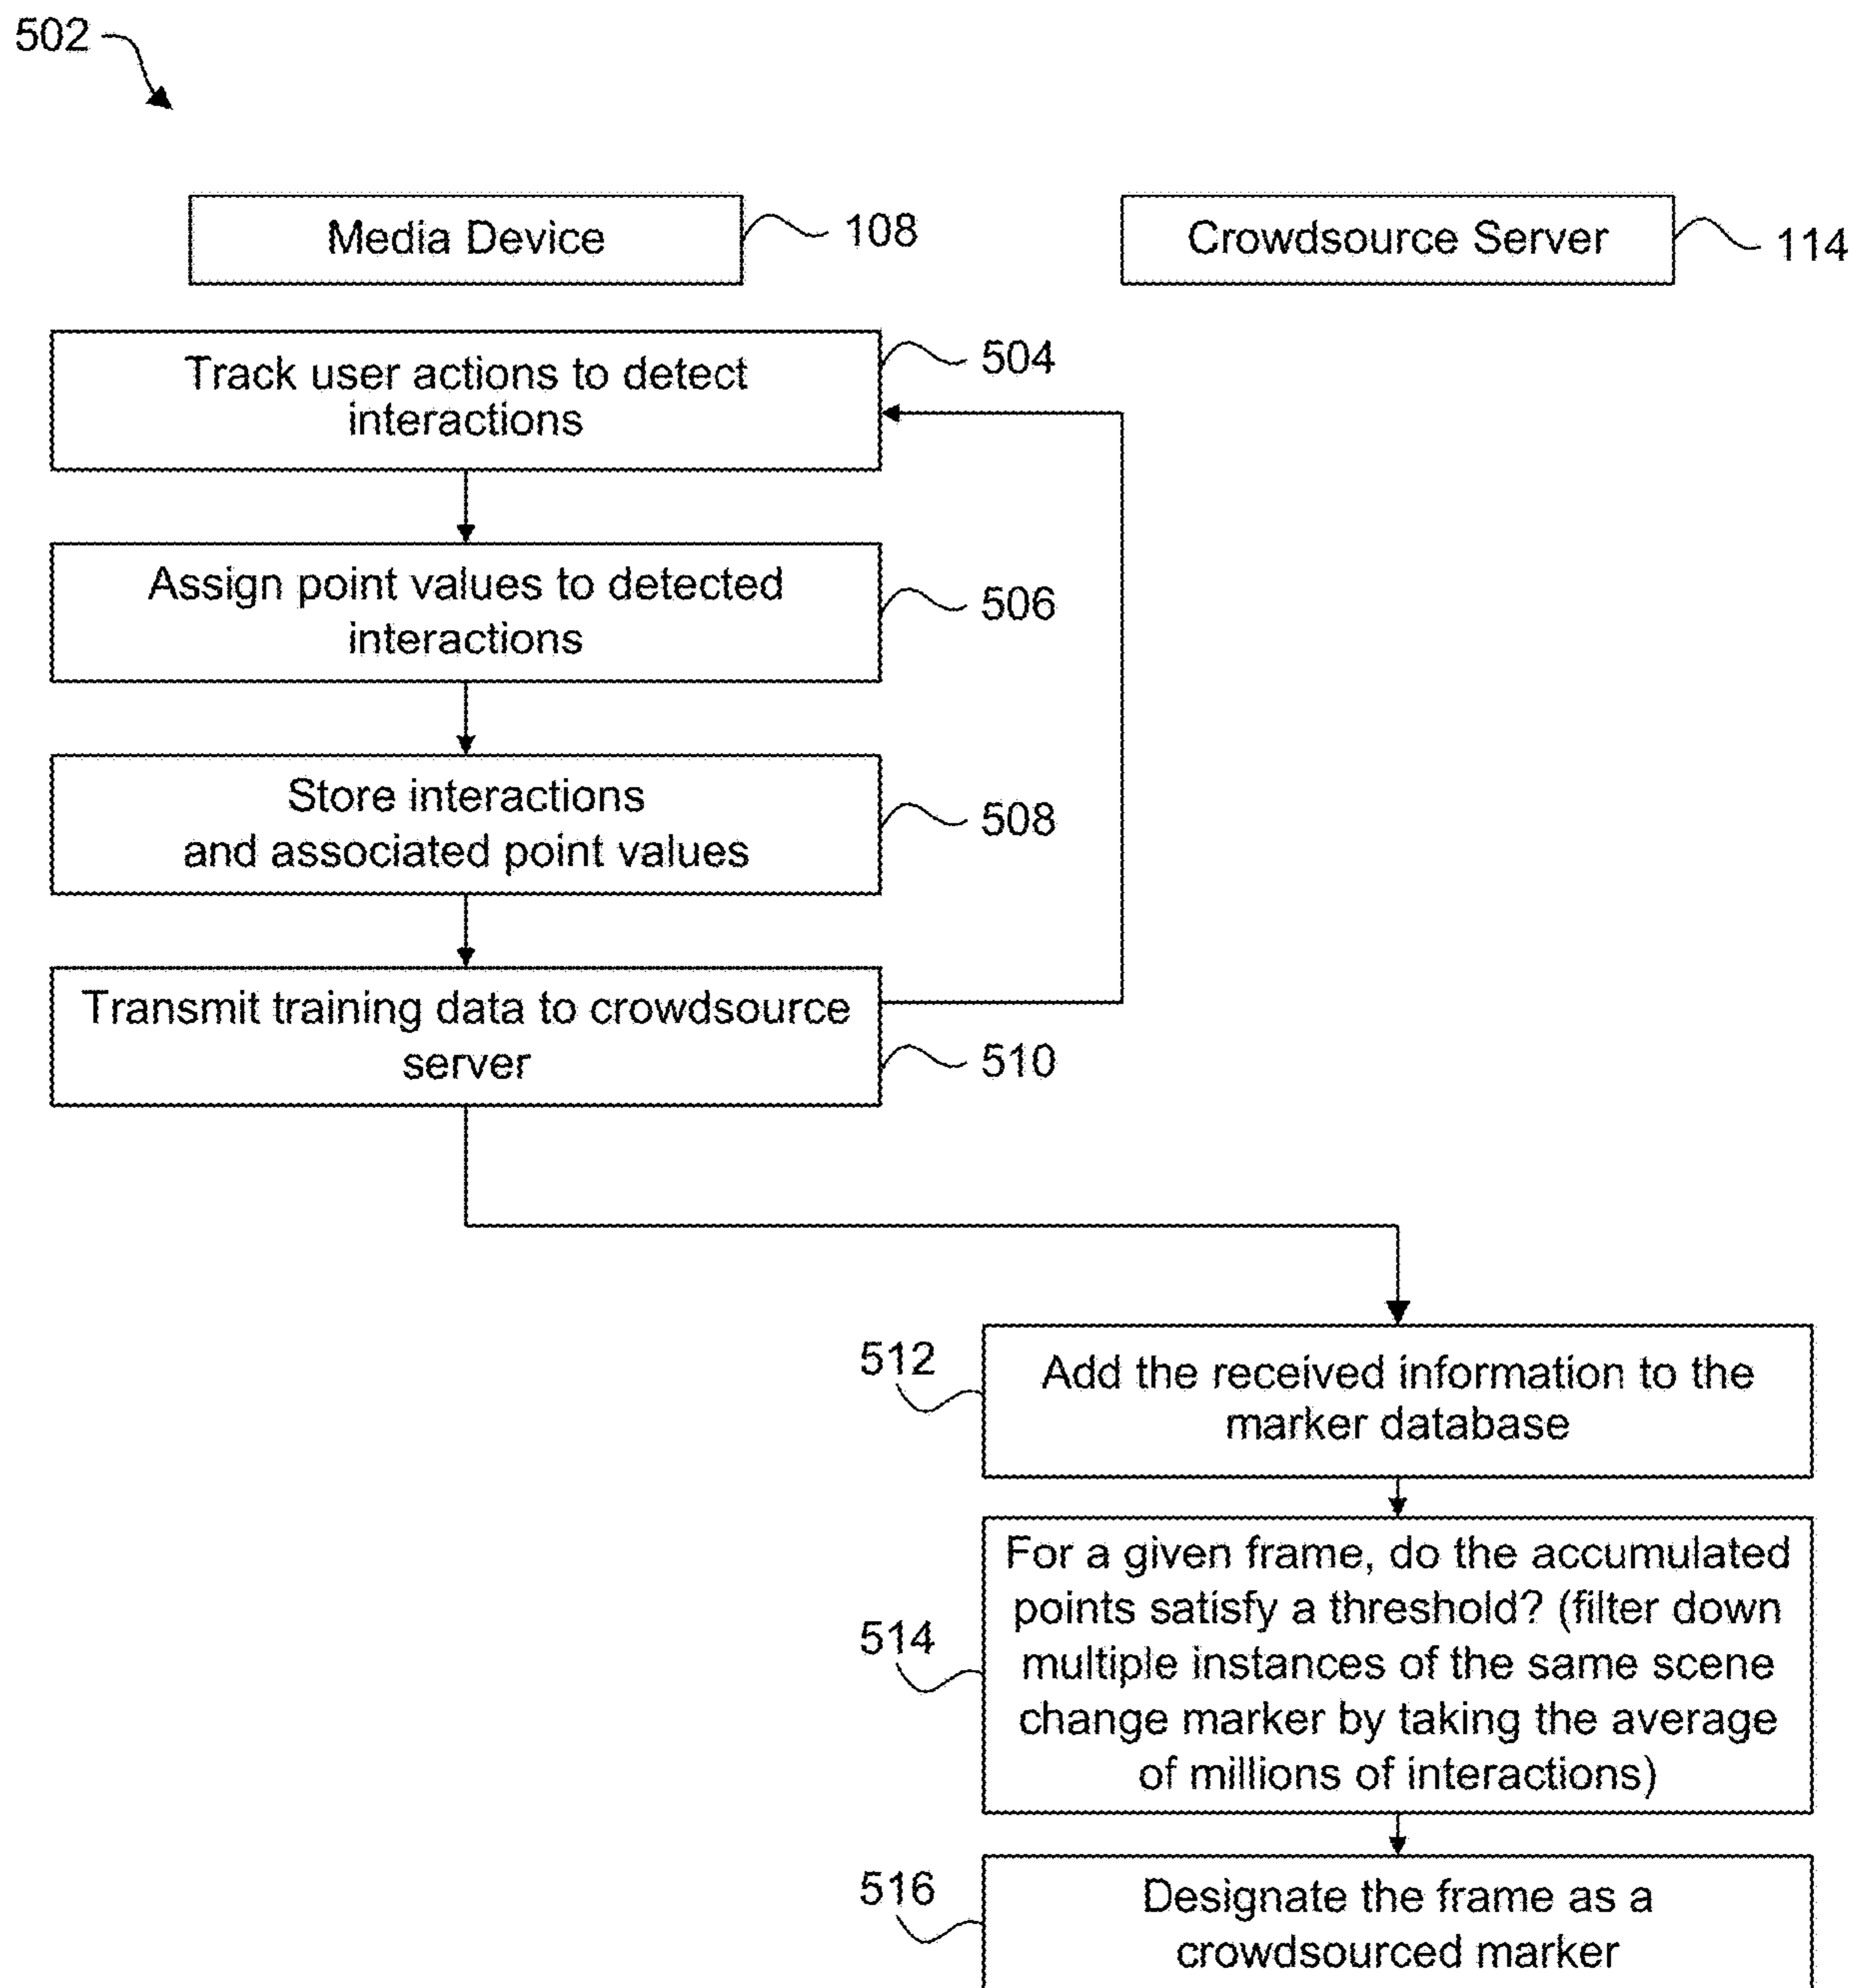 502
Media Device
108
Crowdsource Server
114
Track user actions to detect
interactions
504
Assign point values to detected
interactions
506
Store interactions
and associated point values
508
Transmit training data to crowdsource
server
510
512
Add the received information to the
marker database
514
For a given frame, do the accumulated
points satisfy a threshold? (filter down
multiple instances of the same scene
change marker by taking the average
of millions of interactions)
516
Designate the frame as a
crowdsourced marker